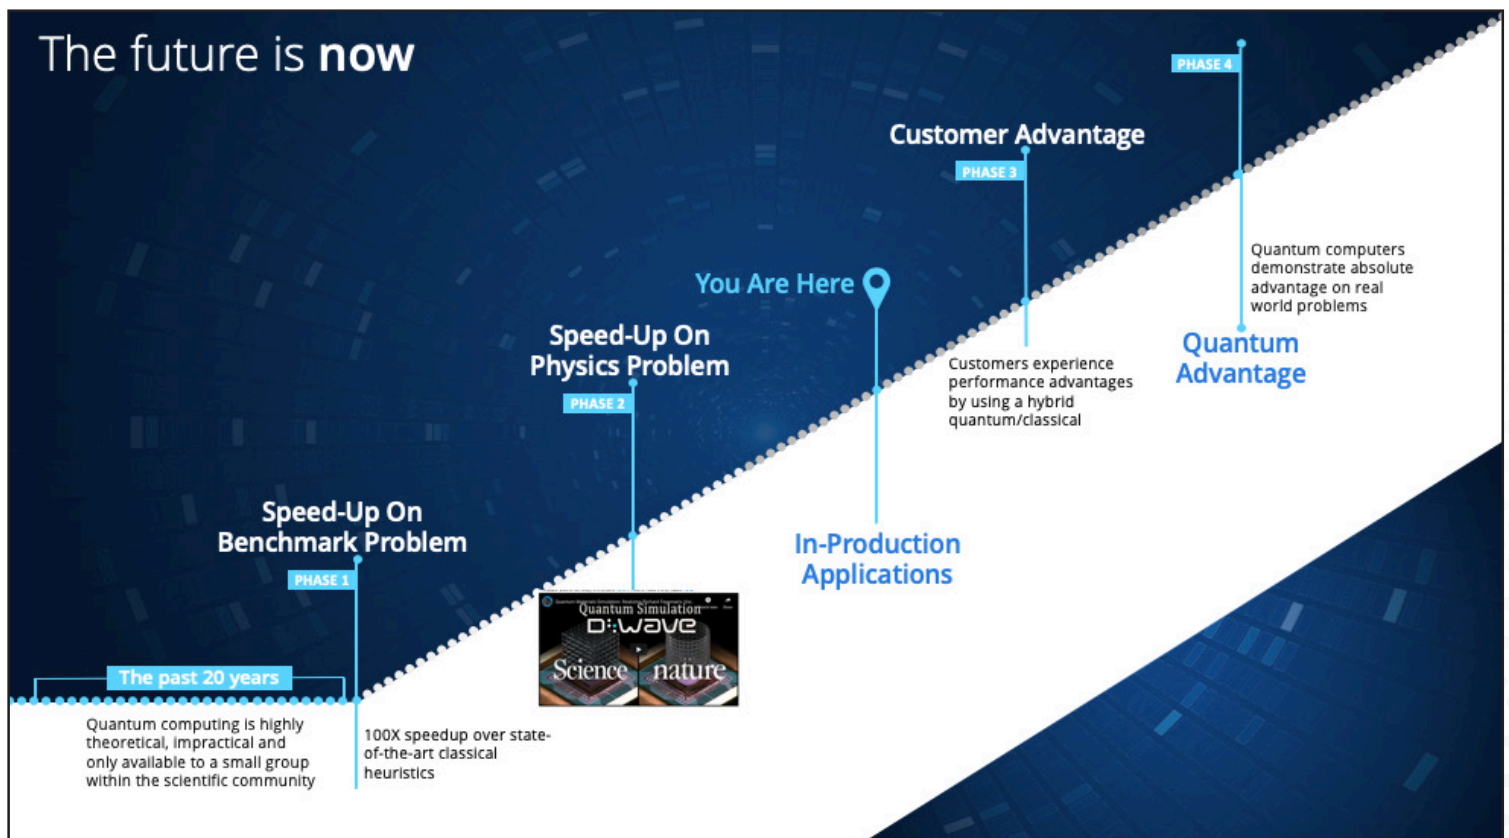 The future is now
PHASE 4
Customer Advantage
PHASE 3
Quantum computers
demonstrate absolute
advantage on real
world problems
You Are Here
Speed-Up On
Physics Problem
PHASE 2
Quantum
Advantage
Customers experience
performance advantages
by using a hybrid
quantum/classical
Speed-Up On
Benchmark Problem
PHASE 1
In-Production
Applications
Quantum Simulation
D:wave
Science
nature
The past 20 years
Quantum computing is highly
theoretical, impractical and
only available to a small group
within the scientific community
100X speedup over state-
of-the-art classical
heuristics